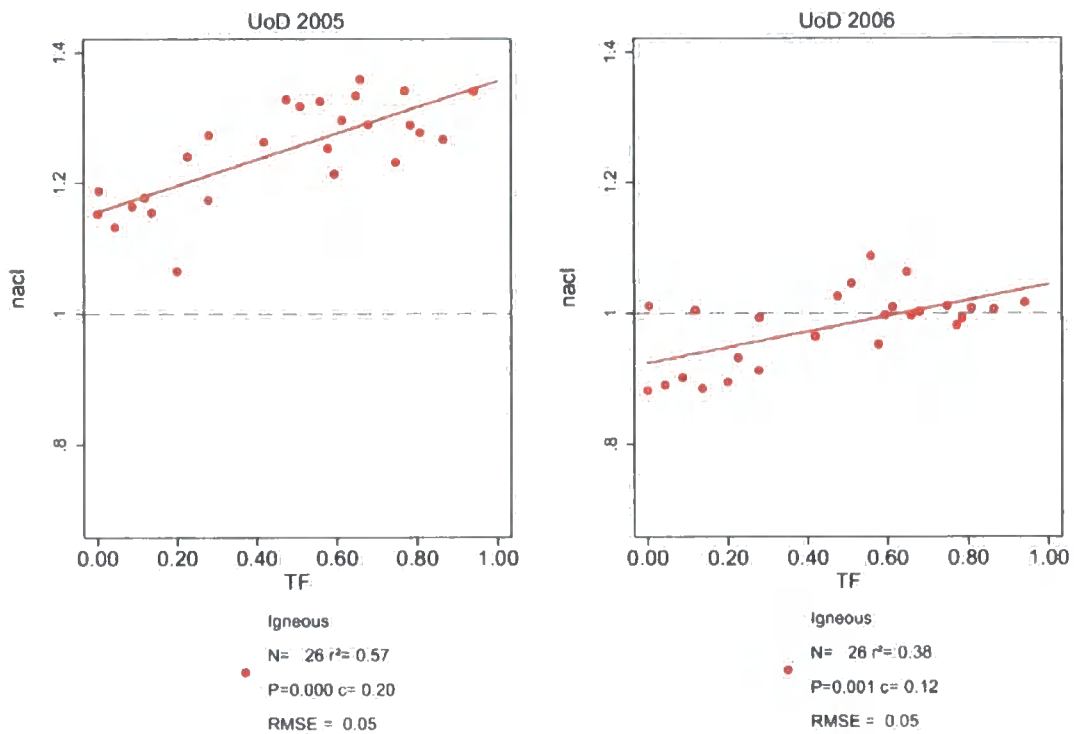 UoD 2005
1.4
1.2
1
.8
nacl
0.00 0.20 0.40 0.60 0.80 1.00
TF
Igneous
N= 26 r²= 0.57
P=0.000 c= 0.20
RMSE = 0.05
UoD 2006
1.4
1.2
1
.8
nacl
0.00 0.20 0.40 0.60 0.80 1.00
TF
Igneous
N= 26 r²= 0.38
P=0.001 c= 0.12
RMSE = 0.05